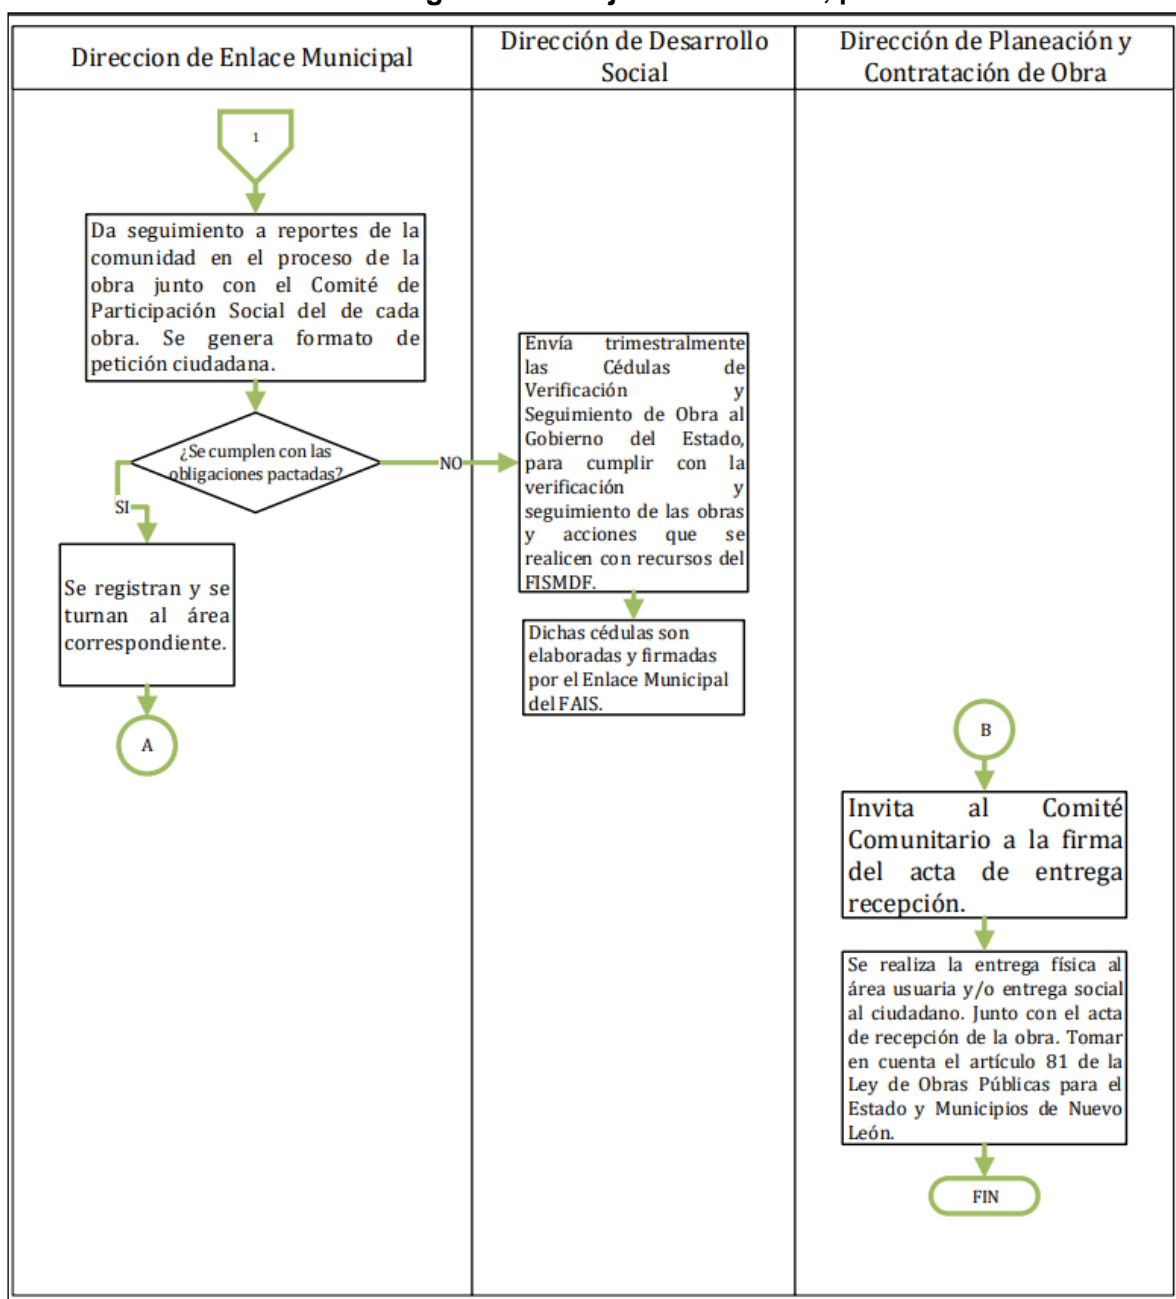 Direccion de Enlace Municipal
Dirección de Desarrollo
Social
Dirección de Planeación y
Contratación de Obra
1
Da seguimiento a reportes de la
comunidad en el proceso de la
obra junto con el Comité de
Participación Social del de cada
obra. Se genera formato de
petición ciudadana.
¿Se cumplen con las
obligaciones pactadas?
NO
SI
Se registran y se
turnan al área
correspondiente.
A
Envía trimestralmente
las Cédulas de
Verificación y
Seguimiento de Obra al
Gobierno del Estado,
para cumplir con la
verificación y
seguimiento de las obras
y acciones que se
realicen con recursos del
FISMDF.
Dichas cédulas son
elaboradas y firmadas
por el Enlace Municipal
del FAIS.
B
Invita al Comité
Comunitario a la firma
del acta de entrega
recepción.
Se realiza la entrega física al
área usuaria y/o entrega social
al ciudadano. Junto con el acta
de recepción de la obra. Tomar
en cuenta el artículo 81 de la
Ley de Obras Públicas para el
Estado y Municipios de Nuevo
León.
FIN